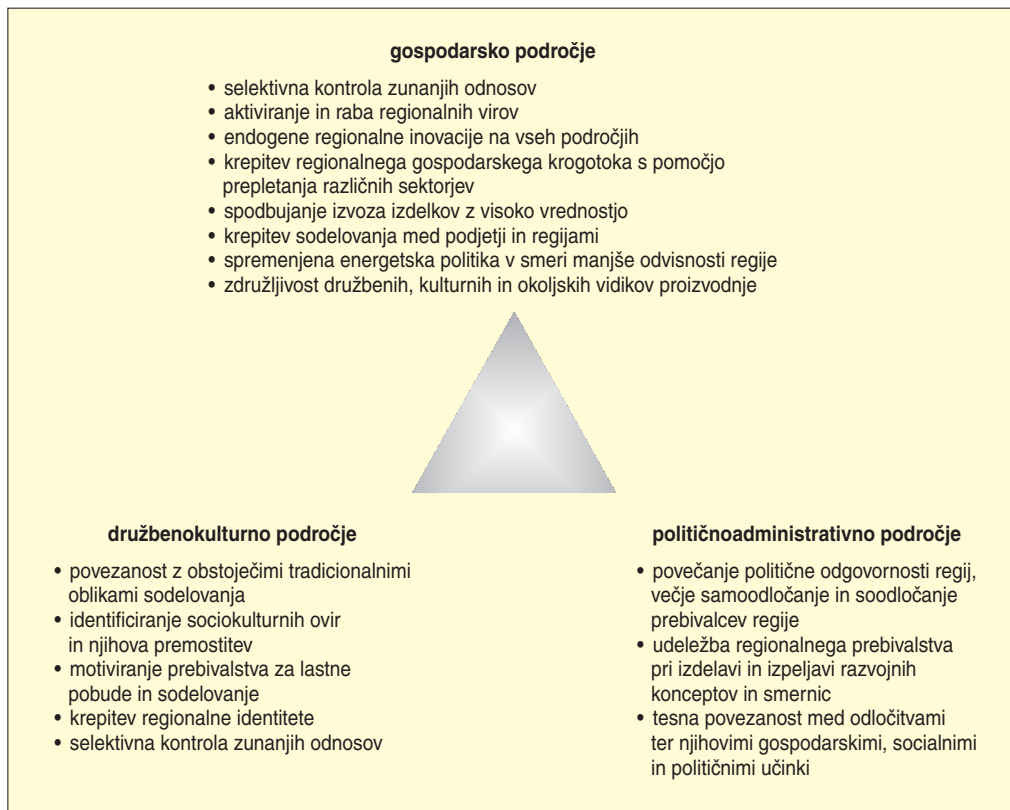 gospodarsko področje
• selektivna kontrola zunanjih odnosov
• aktiviranje in raba regionalnih virov
• endogene regionalne inovacije na vseh področjih
• krepitev regionalnega gospodarskega krogotoka s pomočjo
prepletanja različnih sektorjev
• spodbujanje izvoza izdelkov z visoko vrednostjo
• krepitev sodelovanja med podjetji in regijami
• spremenjena energetska politika v smeri manjše odvisnosti regije
• združljivost družbenih, kulturnih in okoljskih vidikov proizvodnje
družbenokulturno področje
• povezanost z obstoječimi tradicionalnimi
oblikami sodelovanja
• identificiranje sociokulturnih ovir
in njihova premostitev
• motiviranje prebivalstva za lastne
pobude in sodelovanje
• krepitev regionalne identitete
• selektivna kontrola zunanjih odnosov
političnoadministrativno področje
• povečanje politične odgovornosti regij,
večje samoodločanje in soodločanje
prebivalcev regije
• udeležba regionalnega prebivalstva
pri izdelavi in izpeljavi razvojnih
konceptov in smernic
• tesna povezanost med odločitvami
ter njihovimi gospodarskimi, socialnimi
in političnimi učinki